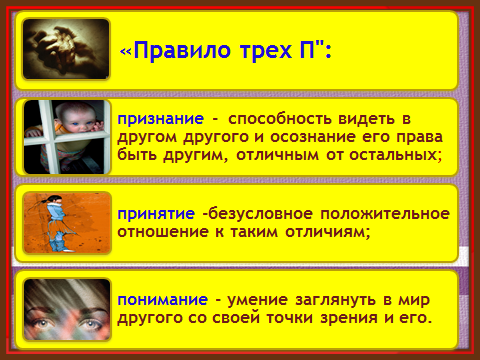 «Правило трех П":
признание - способность видеть в
другом другого и осознание его права
быть другим, отличным от остальных;
принятие -безусловное положительное
отношение к таким отличиям;
понимание - умение заглянуть в мир
другого со своей точки зрения и его.